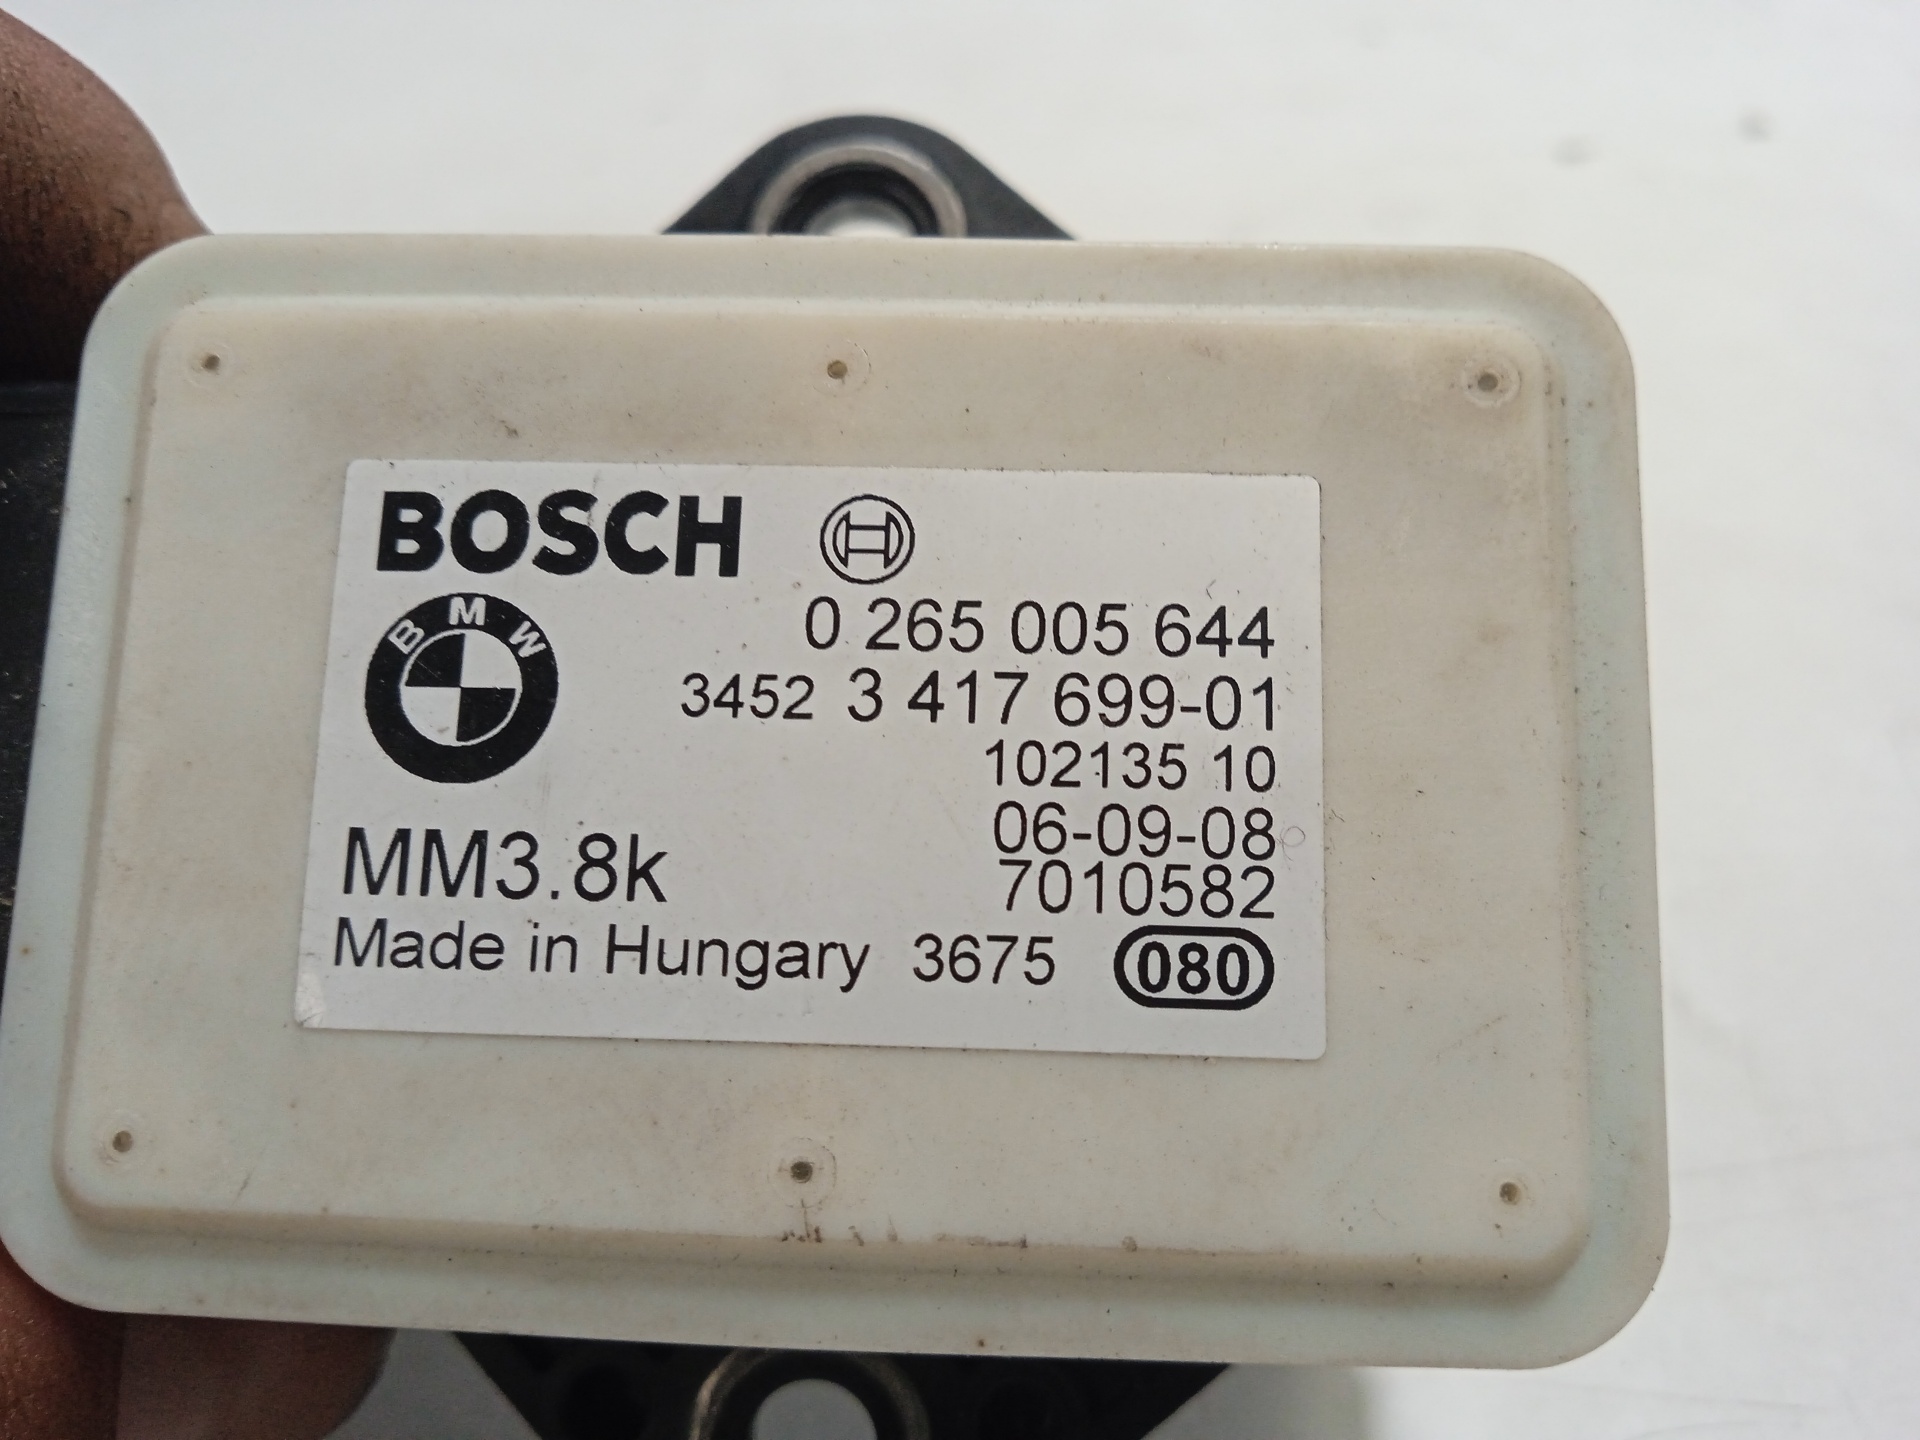 BOSCH
0 265 005 644
BMW
3452 3 417 699-01
102135 10
06-09-08
MM3.8k
7010582
Made in Hungary 3675 080